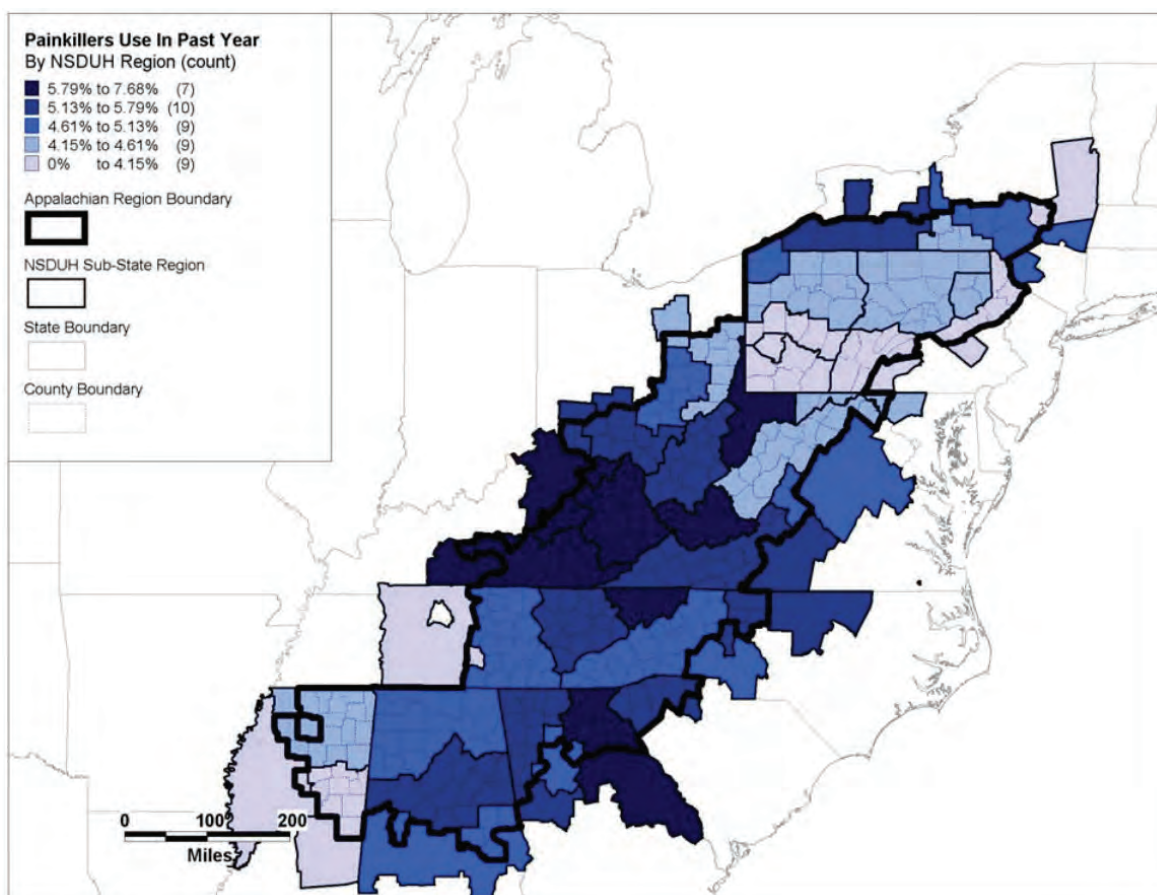 Painkillers Use In Past Year
By NSDUH Region (count)
5.79% to 7.68% (7)
5.13% to 5.79% (10)
4.61% to 5.13% (9)
4.15% to 4.61% (9)
0% to 4.15% (9)
Appalachian Region Boundary
NSDUH Sub-State Region
State Boundary
County Boundary
0 100 200
Miles